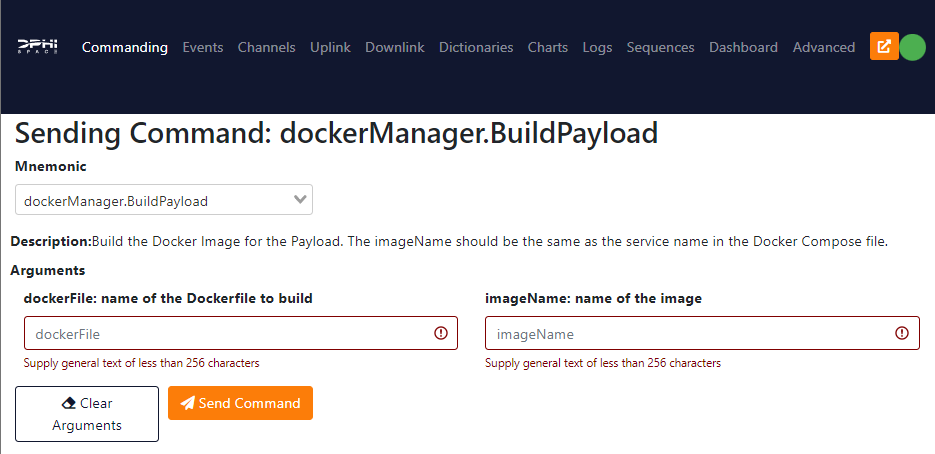 DPHI
SPACE
Commanding Events Channels Uplink Downlink Dictionaries Charts Logs Sequences Dashboard Advanced
Sending Command: dockerManager.BuildPayload
Mnemonic
dockerManager.BuildPayload
Description:Build the Docker Image for the Payload. The imageName should be the same as the service name in the Docker Compose file.
Arguments
dockerFile: name of the Dockerfile to build
imageName: name of the image
dockerFile
imageName
Supply general text of less than 256 characters
Supply general text of less than 256 characters
Clear
Arguments
Send Command